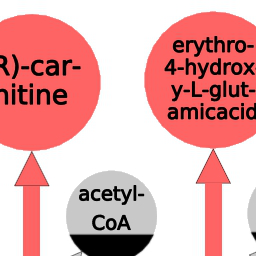 R)-car-
nitine
erythro-
4-hydrox-
y-L-glut-
amicacid
acetyl-
CoA